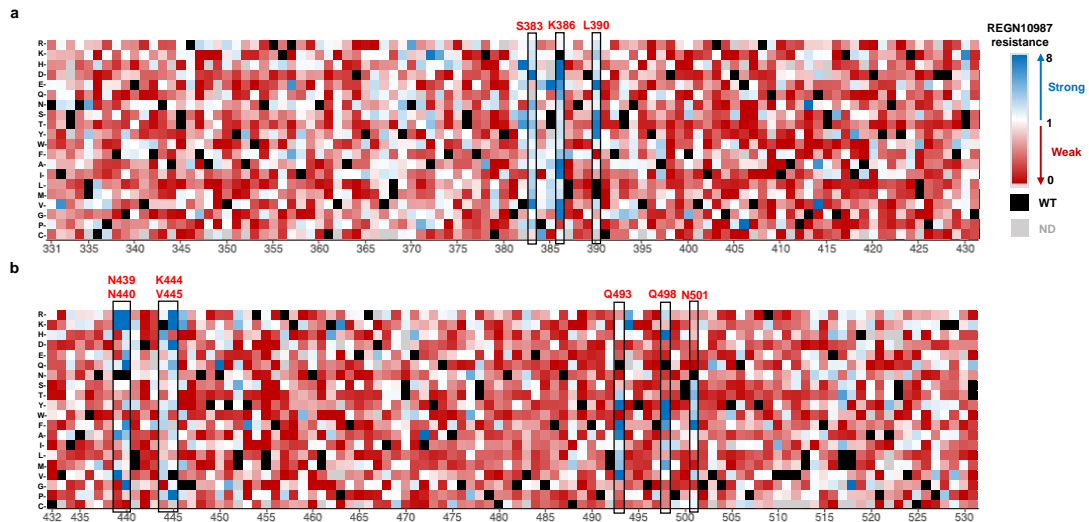 a
S383 K386 L390
R-
K-
H-
D-
E-
Q-
N-
S-
T-
Y-
W-
F-
A-
I-
L-
M-
V-
G-
P-
C-
331 335 340 345 350 355 360 365 370 375 380 385 390 395 400 405 410 415 420 425 430
REGN10987
resistance
8
Strong
1
Weak
0
WT
ND
b
N439 K444
N440 V445 Q493 Q498 N501
R-
K-
H-
D-
E-
Q-
N-
S-
T-
Y-
W-
F-
A-
I-
L-
M-
V-
G-
P-
C-
432 435 440 445 450 455 460 465 470 475 480 485 490 495 500 505 510 515 520 525 530